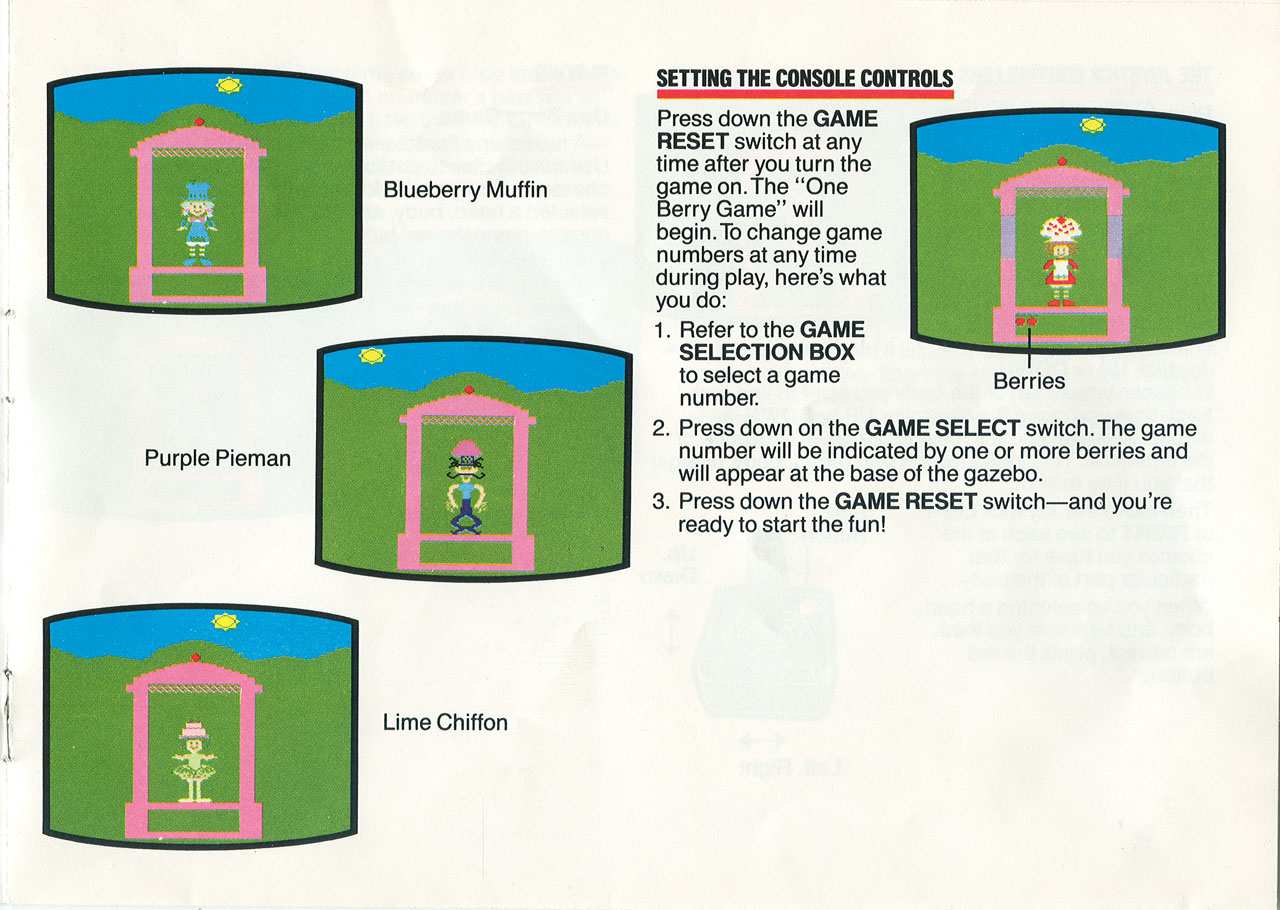 Blueberry Muffin
Purple Pieman
Lime Chiffon
SETTING THE CONSOLE CONTROLS
Press down the GAME
RESET switch at any
time after you turn the
game on. The "One
Berry Game" will
begin. To change game
numbers at any time
during play, here's what
you do:
1. Refer to the GAME
SELECTION BOX
to select a game
number.
Berries
2. Press down on the GAME SELECT switch. The game
number will be indicated by one or more berries and
will appear at the base of the gazebo.
3. Press down the GAME RESET switch—and you're
ready to start the fun!